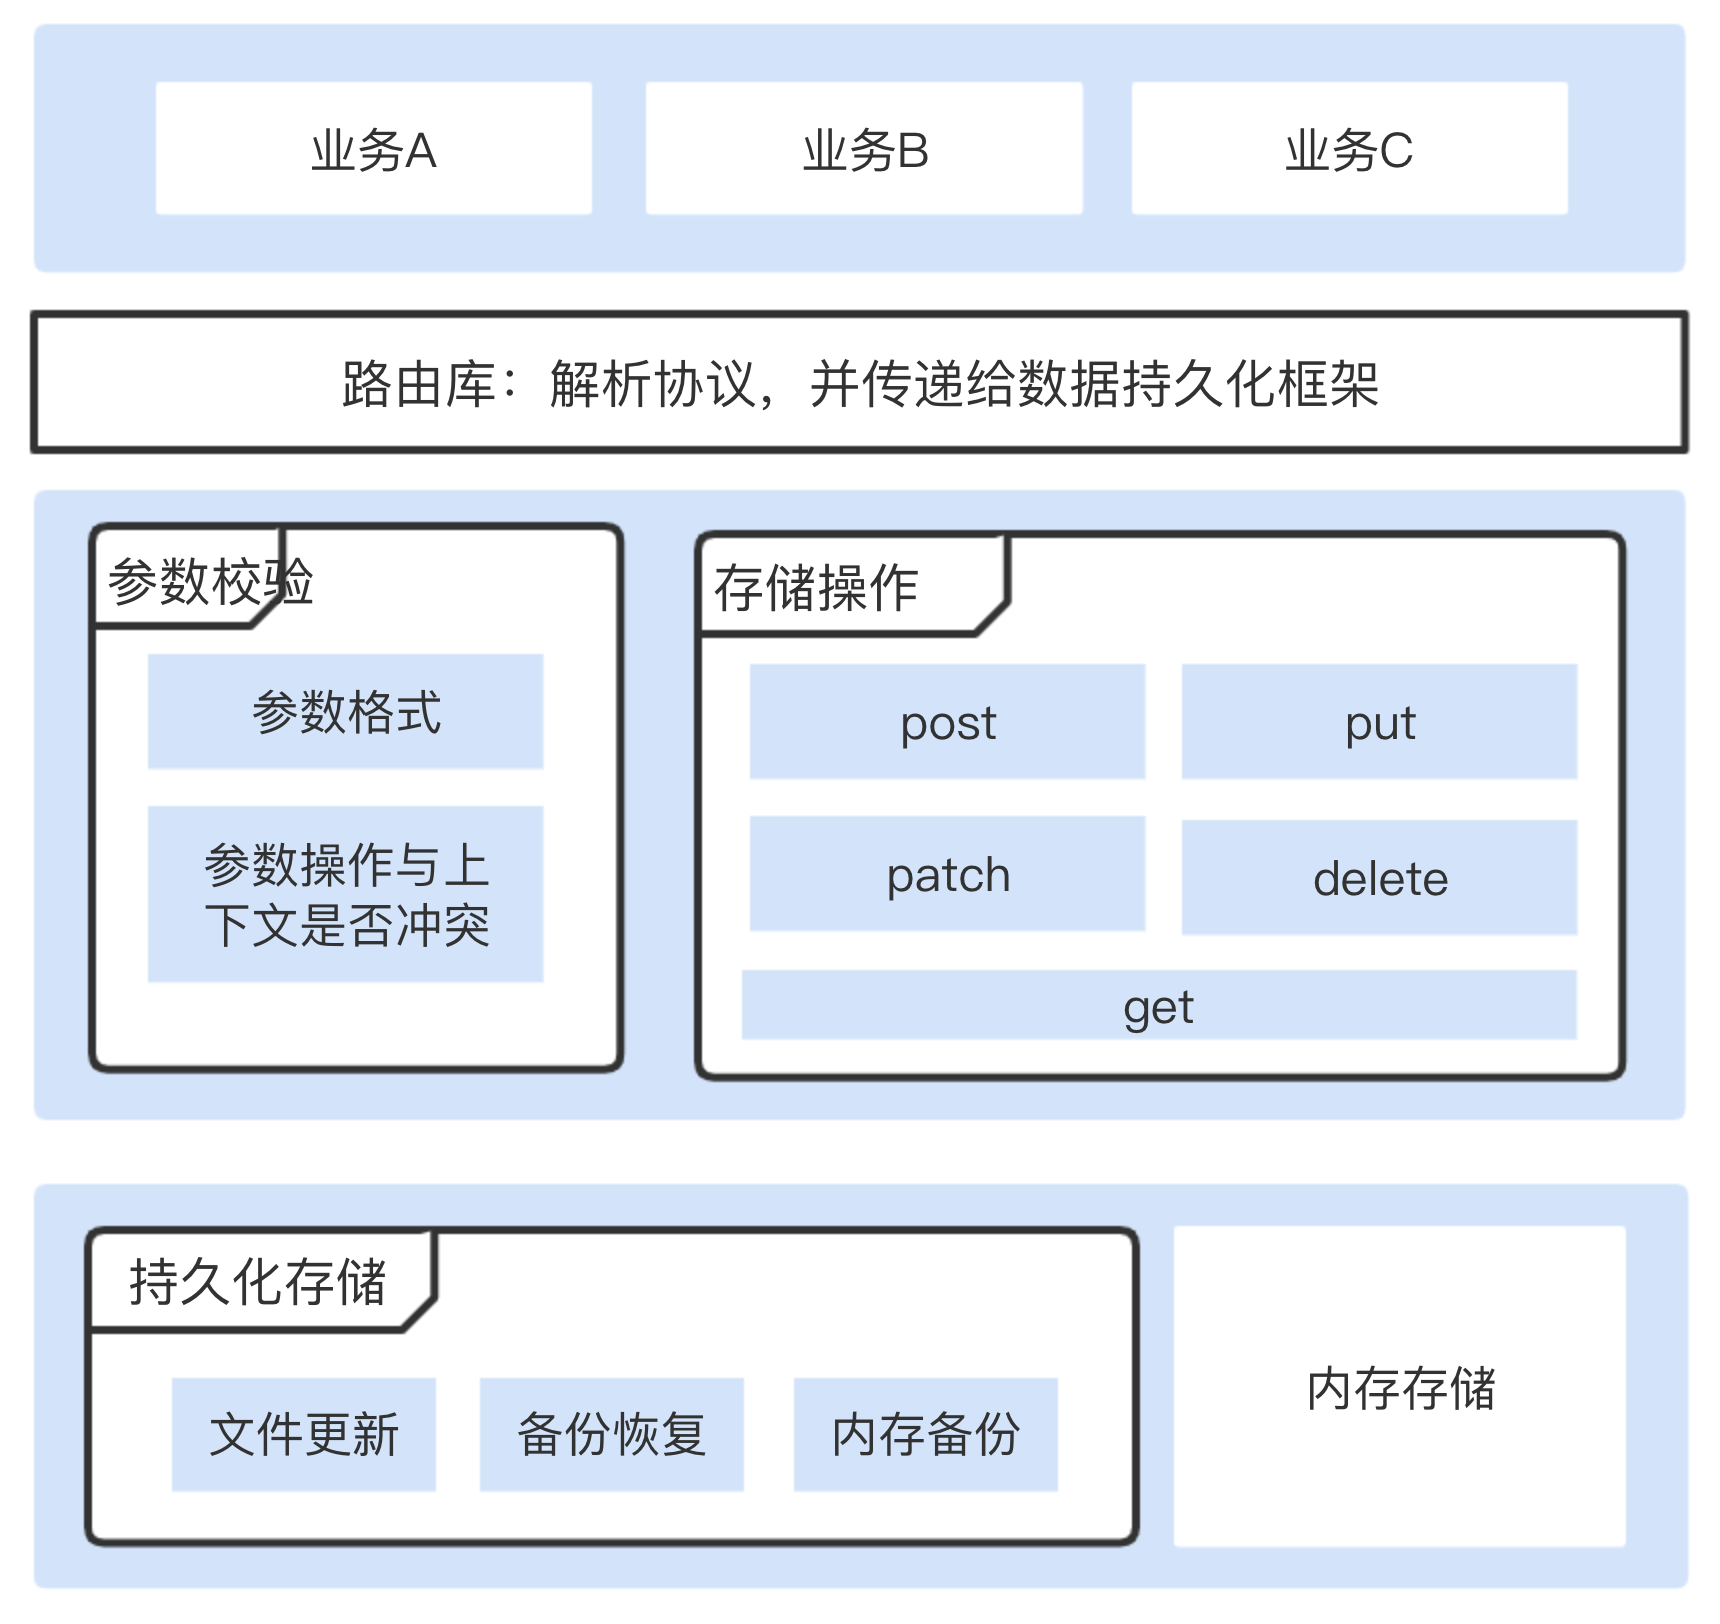 业务A
业务B
业务C
路由库：解析协议，并传递给数据持久化框架
参数校验
参数格式
参数操作与上
下文是否冲突
存储操作
post
put
patch
delete
get
持久化存储
文件更新
备份恢复
内存备份
内存存储